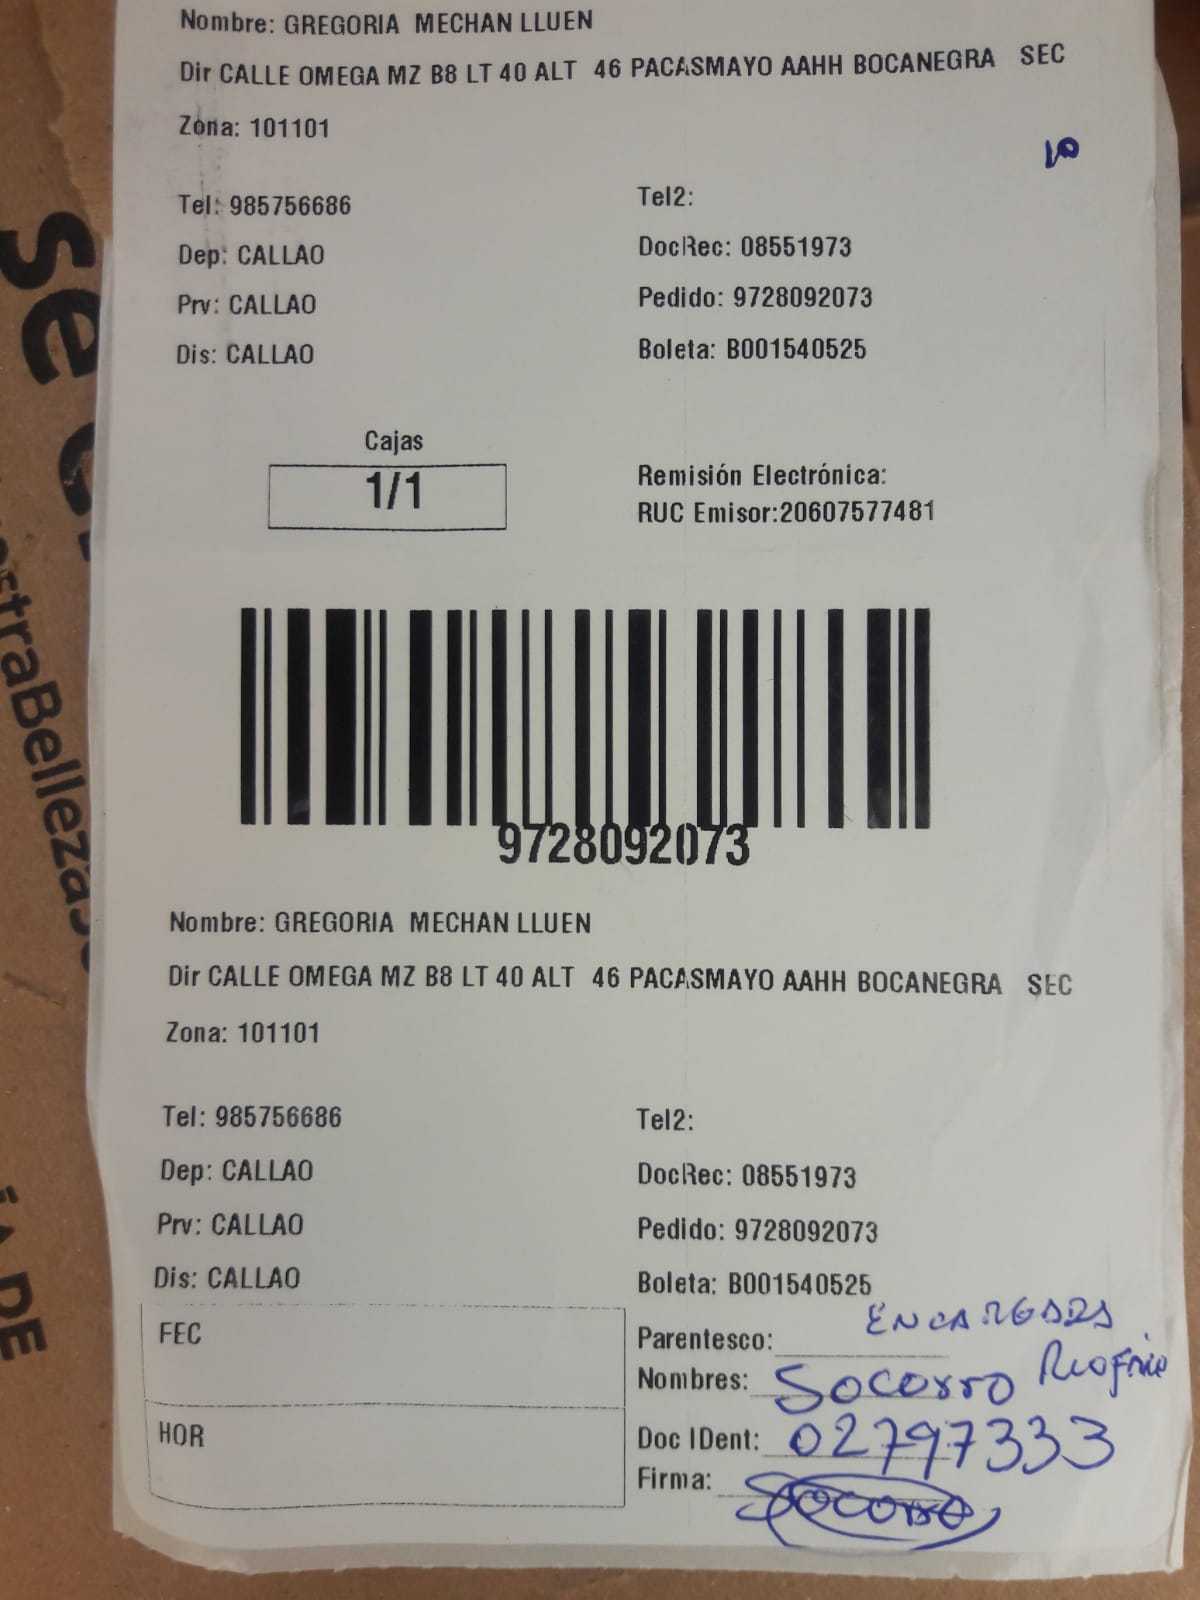 Nombre: GREGORIA MECHAN LLUEN
Dir CALLE OMEGA MZ B8 LT 40 ALT 46 PACASMAYO AAHH BOCANEGRA SEC
Zona: 101101
Tel: 985756686
Tel2:
Dep: CALLAO
DocRec: 08551973
Prv: CALLAO
Pedido: 9728092073
Dis: CALLAO
Boleta: B001540525
Cajas
1/1
Remisión Electrónica:
RUC Emisor:20607577481
9728092073
Nombre: GREGORIA MECHAN LLUEN
Dir CALLE OMEGA MZ B8 LT 40 ALT 46 PACASMAYO AAHH BOCANEGRA SEC
Zona: 101101
Tel: 985756686
Tel2:
Dep: CALLAO
DocRec: 08551973
Prv: CALLAO
Pedido: 9728092073
Dis: CALLAO
Boleta: B001540525
FEC
HOR
Parentesco: ENCARGADA
Nombres: Socorro
Doc IDent: 02797333
Firma: Socorro